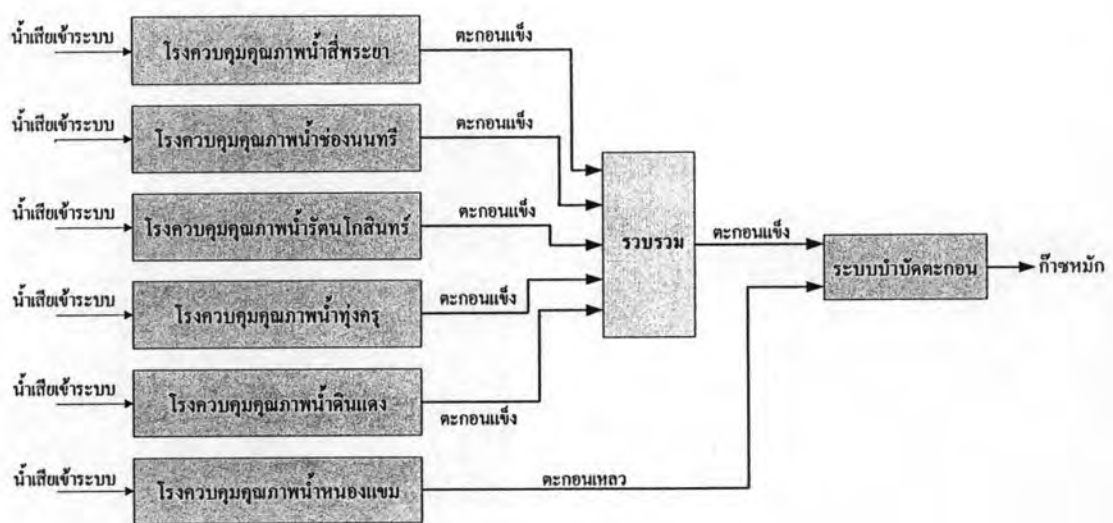 น้ำเสียเข้าระบบ
โรงควบคุมคุณภาพน้ำสี่พระยา
ตะกอนแข็ง
น้ำเสียเข้าระบบ
โรงควบคุมคุณภาพน้ำช่องนนทรี
ตะกอนแข็ง
น้ำเสียเข้าระบบ
โรงควบคุมคุณภาพน้ำรัตนโกสินทร์
ตะกอนแข็ง
รวบรวม
ตะกอนแข็ง
ระบบบำบัดตะกอน
ก๊าซหมัก
น้ำเสียเข้าระบบ
โรงควบคุมคุณภาพน้ำทุ่งครุ
ตะกอนแข็ง
น้ำเสียเข้าระบบ
โรงควบคุมคุณภาพน้ำดินแดง
ตะกอนแข็ง
น้ำเสียเข้าระบบ
โรงควบคุมคุณภาพน้ำหนองแขม
ตะกอนเหลว